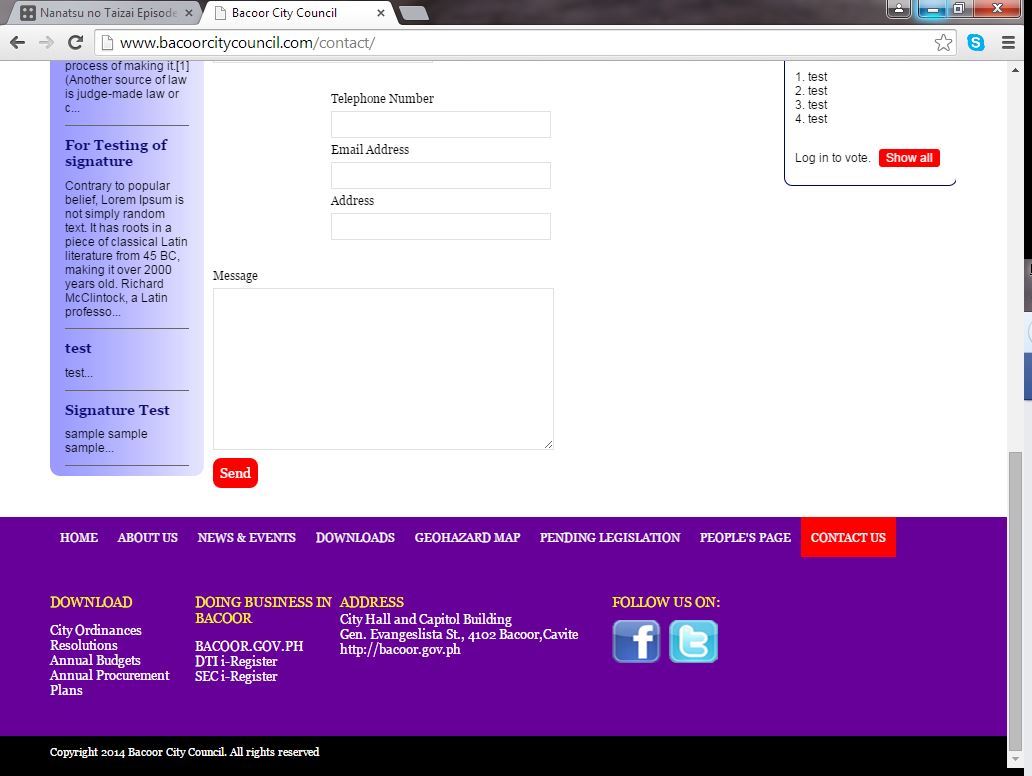 Nanatsu no Taizai Episode
Bacoor City Council
www.bacoorcitycouncil.com/contact/
process of making it.[1]
(Another source of law
is judge-made law or
c...
For Testing of
signature
Contrary to popular
belief, Lorem Ipsum is
not simply random
text. It has roots in a
piece of classical Latin
literature from 45 BC,
making it over 2000
years old. Richard
McClintock, a Latin
professo...
test
test...
Signature Test
sample sample
sample...
Telephone Number
Email Address
Address
Message
Send
1. test
2. test
3. test
4. test
Log in to vote. Show all
HOME ABOUT US NEWS & EVENTS DOWNLOADS GEOHAZARD MAP PENDING LEGISLATION PEOPLE'S PAGE CONTACT US
DOWNLOAD
City Ordinances
Resolutions
Annual Budgets
Annual Procurement
Plans
DOING BUSINESS IN
BACOOR
BACOOR.GOV.PH
DTI i-Register
SEC i-Register
ADDRESS
City Hall and Capitol Building
Gen. Evangeslista St., 4102 Bacoor,Cavite
http://bacoor.gov.ph
FOLLOW US ON:
Copyright 2014 Bacoor City Council. All rights reserved